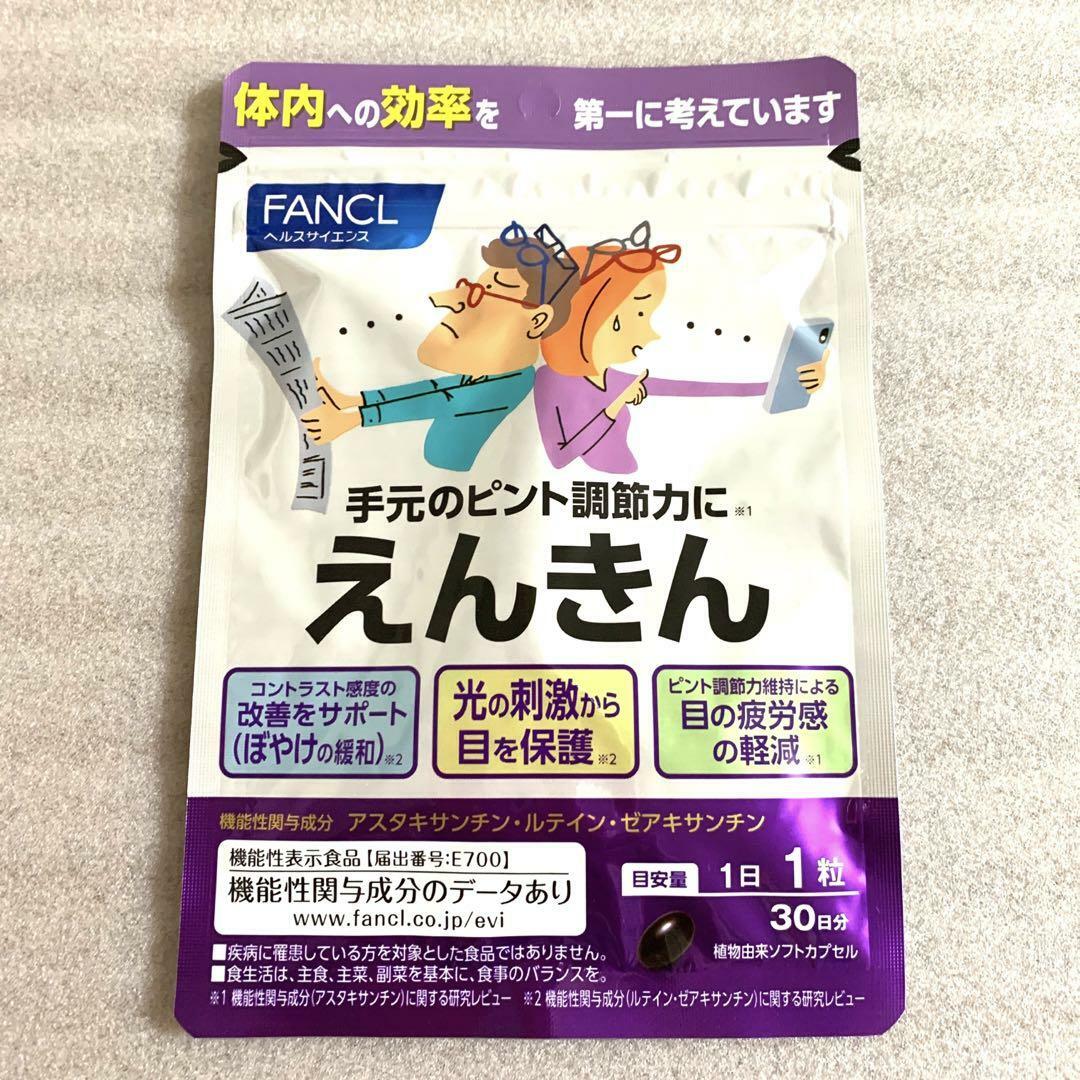 体内への効率を 第一に考えています
FANCL
ヘルスサイエンス
手元のピント調節力に※1
えんきん
コントラスト感度の
改善をサポート
(ぼやけの緩和)※2
光の刺激から
目を保護※2
ピント調節力維持による
目の疲労感
の軽減※1
機能性関与成分 アスタキサンチン・ルテイン・ゼアキサンチン
機能性表示食品【届出番号:E700】
機能性関与成分のデータあり
www.fancl.co.jp/evi
目安量 1日 1粒
30日分
植物由来ソフトカプセル
■疾病に罹患している方を対象とした食品ではありません。
■食生活は、主食、主菜、副菜を基本に、食事のバランスを。
※1 機能性関与成分(アスタキサンチン)に関する研究レビュー ※2 機能性関与成分(ルテイン・ゼアキサンチン)に関する研究レビュー